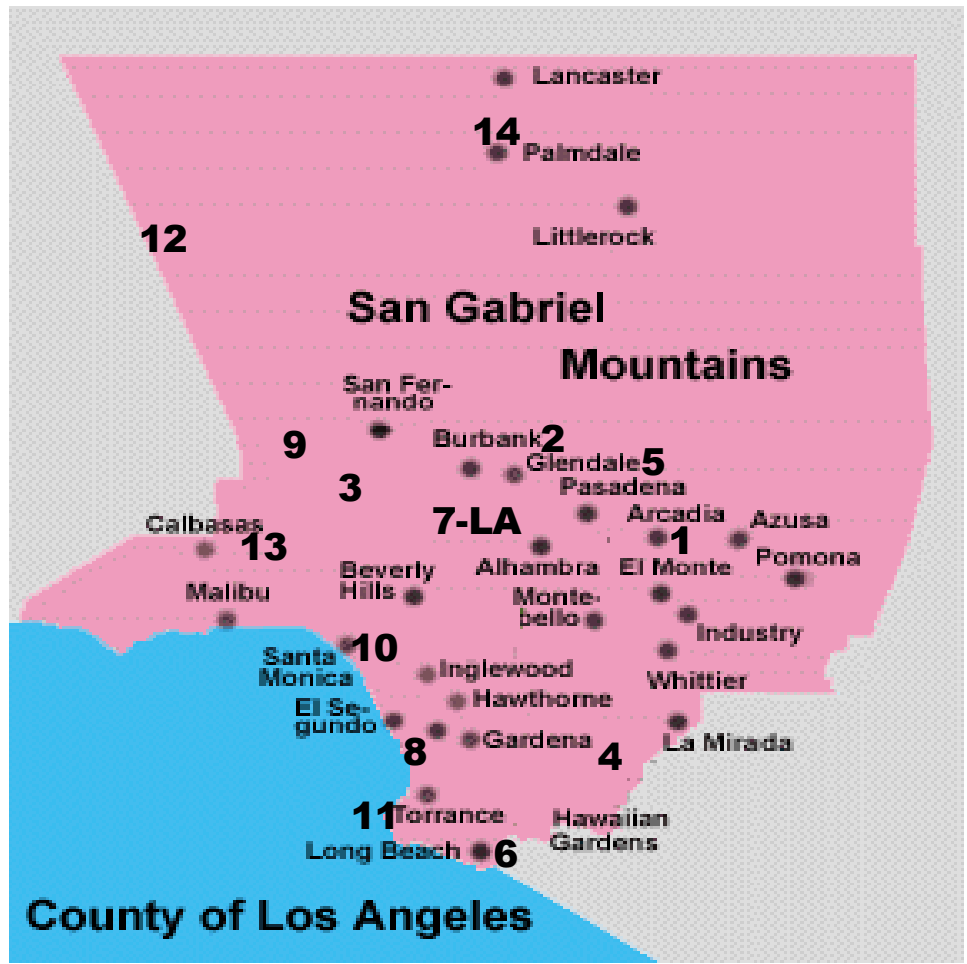 Lancaster
14
Palmdale
12
Littlerock
San Gabriel
Mountains
San Fer-
nando
9
Burbank2
Glendale5
3
Pasadena
7-LA
Arcadia
Azusa
Calbasas
13
1
Alhambra
El Monte
Pomona
Beverly
Hills
Malibu
Monte-
bello
Industry
10
Santa
Monica
Inglewood
Whittier
Hawthorne
El Se-
gundo
8
Gardena
4
La Mirada
11
Torrance
Hawaiian
Gardens
Long Beach
6
County of Los Angeles